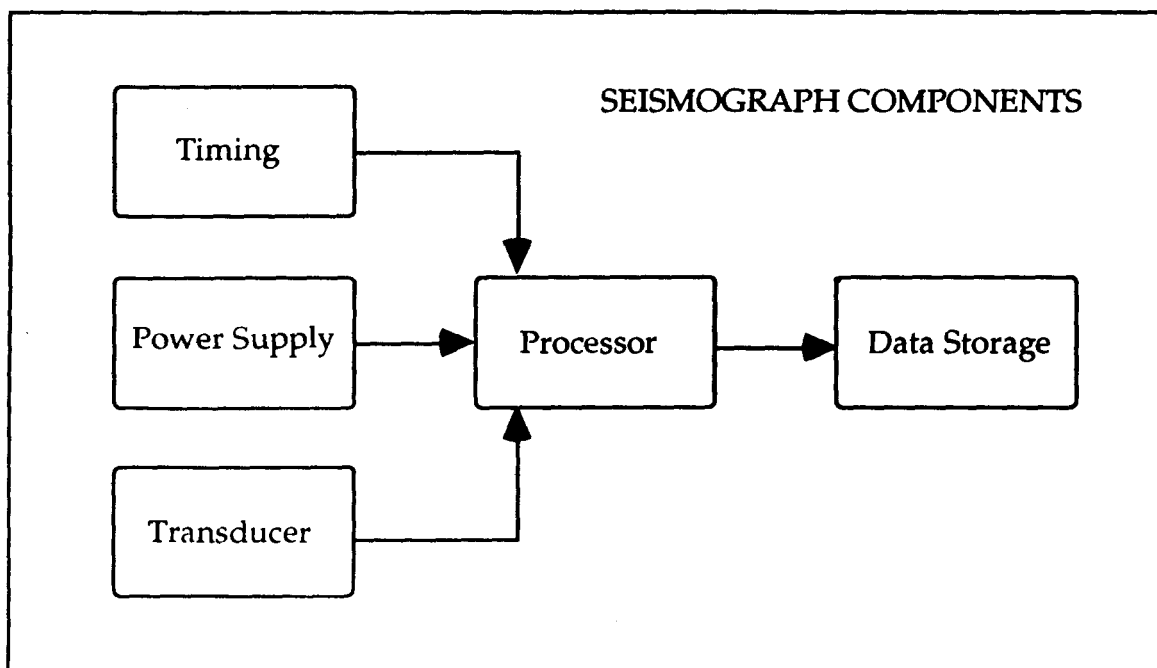 SEISMOGRAPH COMPONENTS
Timing
Power Supply
Processor
Data Storage
Transducer